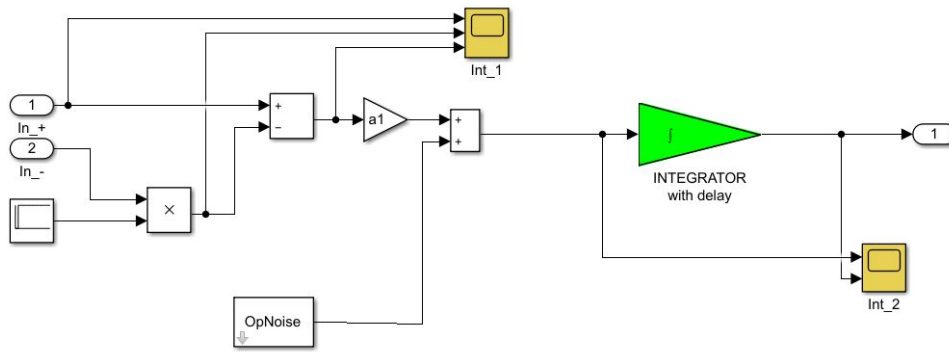 Int_1
1
In_+
+
−
a1
+
+
∫
1
2
In_-
INTEGRATOR
with delay
×
Int_2
OpNoise